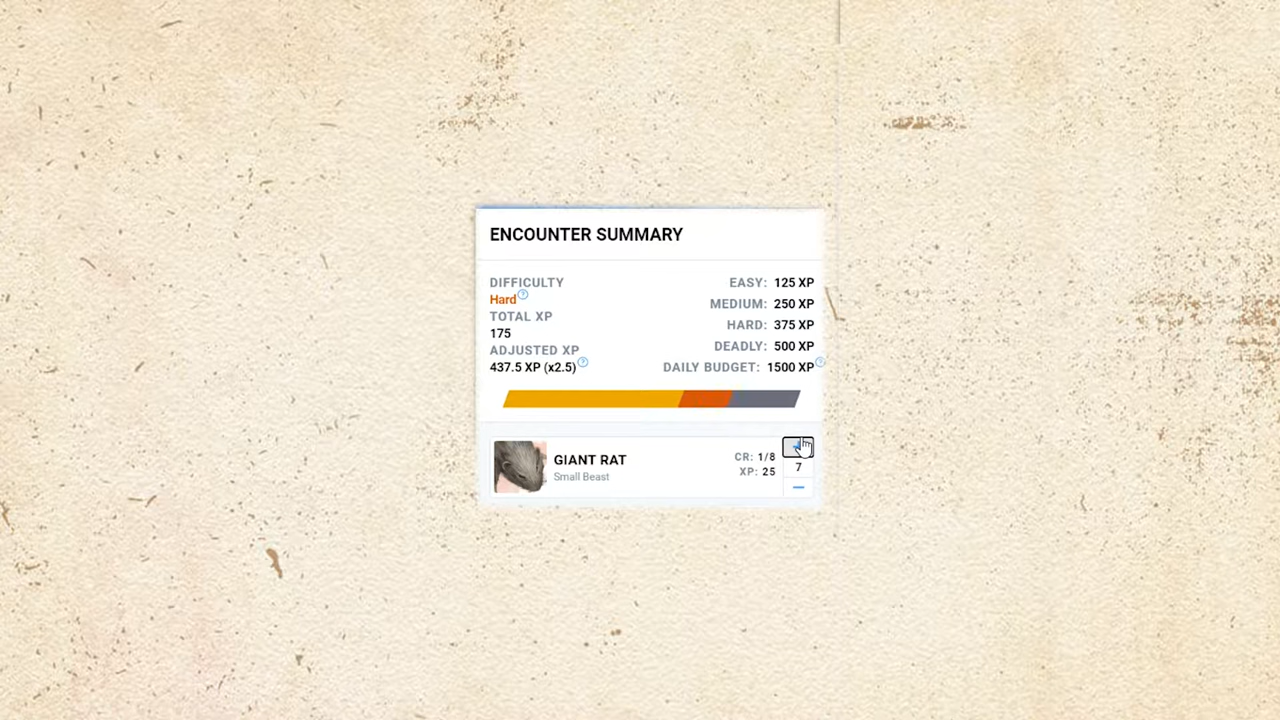 ENCOUNTER SUMMARY
DIFFICULTY
Hard
TOTAL XP
175
ADJUSTED XP
437.5 XP (x2.5)
EASY: 125 XP
MEDIUM: 250 XP
HARD: 375 XP
DEADLY: 500 XP
DAILY BUDGET: 1500 XP
GIANT RAT
Small Beast
CR: 1/8
XP: 25
7